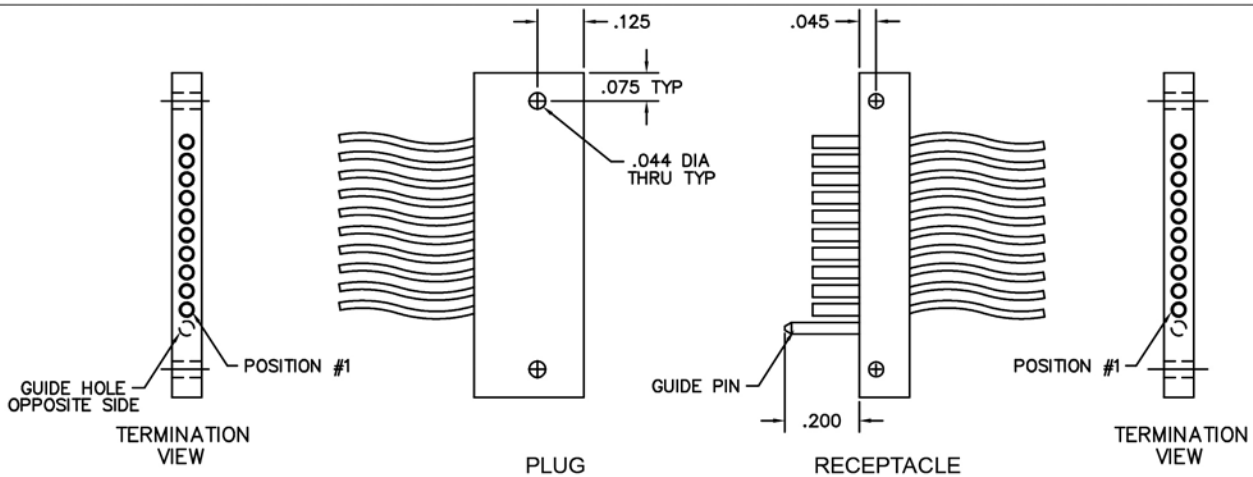 .125
.045
.075 TYP
.044 DIA
THRU TYP
POSITION #1
GUIDE HOLE
OPPOSITE SIDE
GUIDE PIN
POSITION #1
.200
TERMINATION
VIEW
PLUG
RECEPTACLE
TERMINATION
VIEW